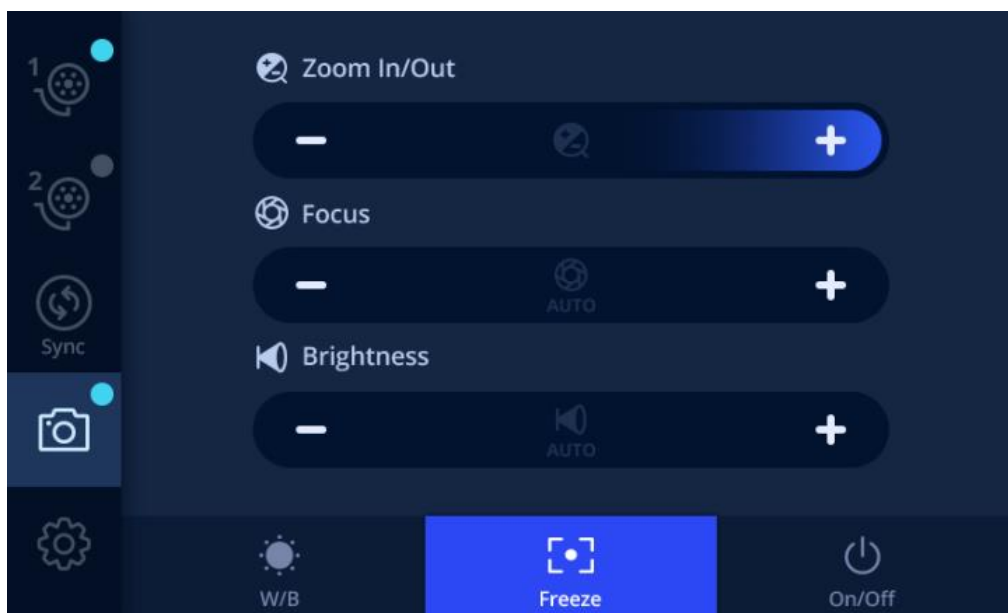 1
2
Sync
Zoom In/Out
Focus
AUTO
Brightness
AUTO
W/B
Freeze
On/Off